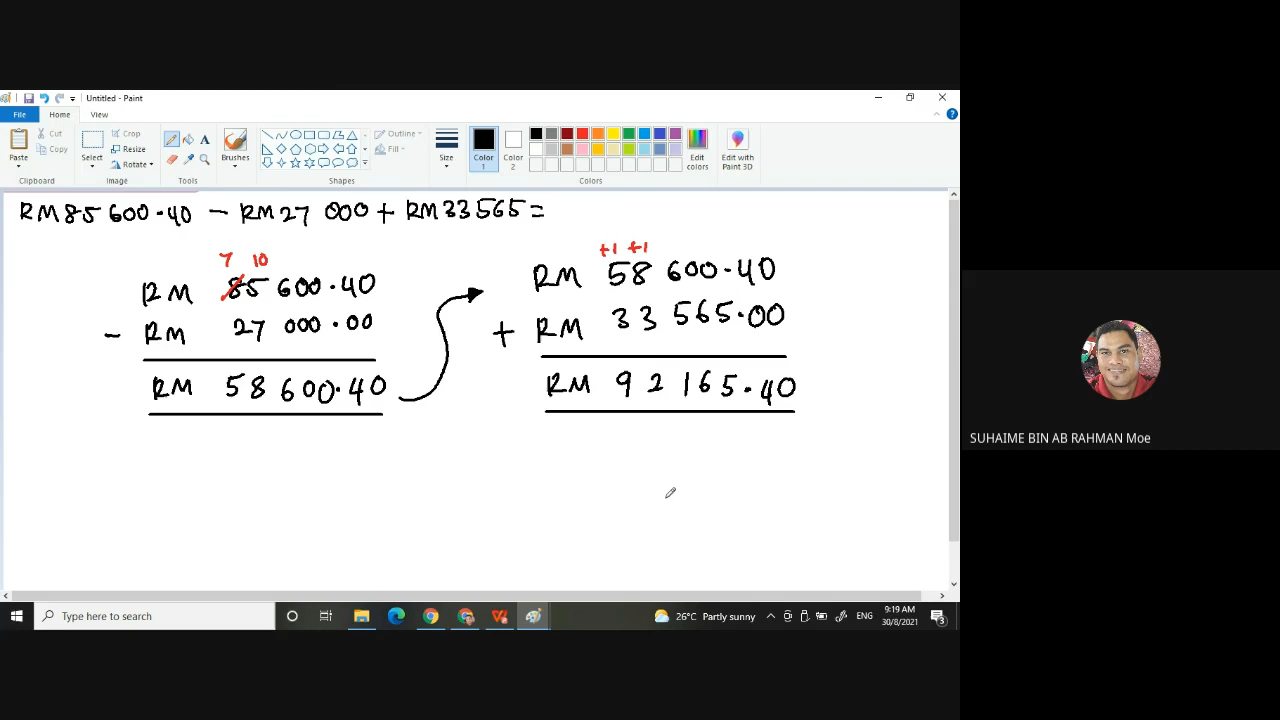 Untitled - Paint
File Home View
Paste Cut Copy Clipboard
Select Crop Resize Rotate Image
Tools
Brushes
Outline Fill Shapes
Size
Color 1 Color 2 Edit colors Colors
Edit with Paint 3D
RM85 600.40 - RM27 000 + RM33 565 =
7 10
RM 85 600.40
- RM 27 000.00
RM 58 600.40
+1 +1
RM 58 600.40
+ RM 33 565.00
RM 92 165.40
SUHAIME BIN AB RAHMAN Moe
Type here to search
26°C Partly sunny
ENG
9:19 AM
30/8/2021
3